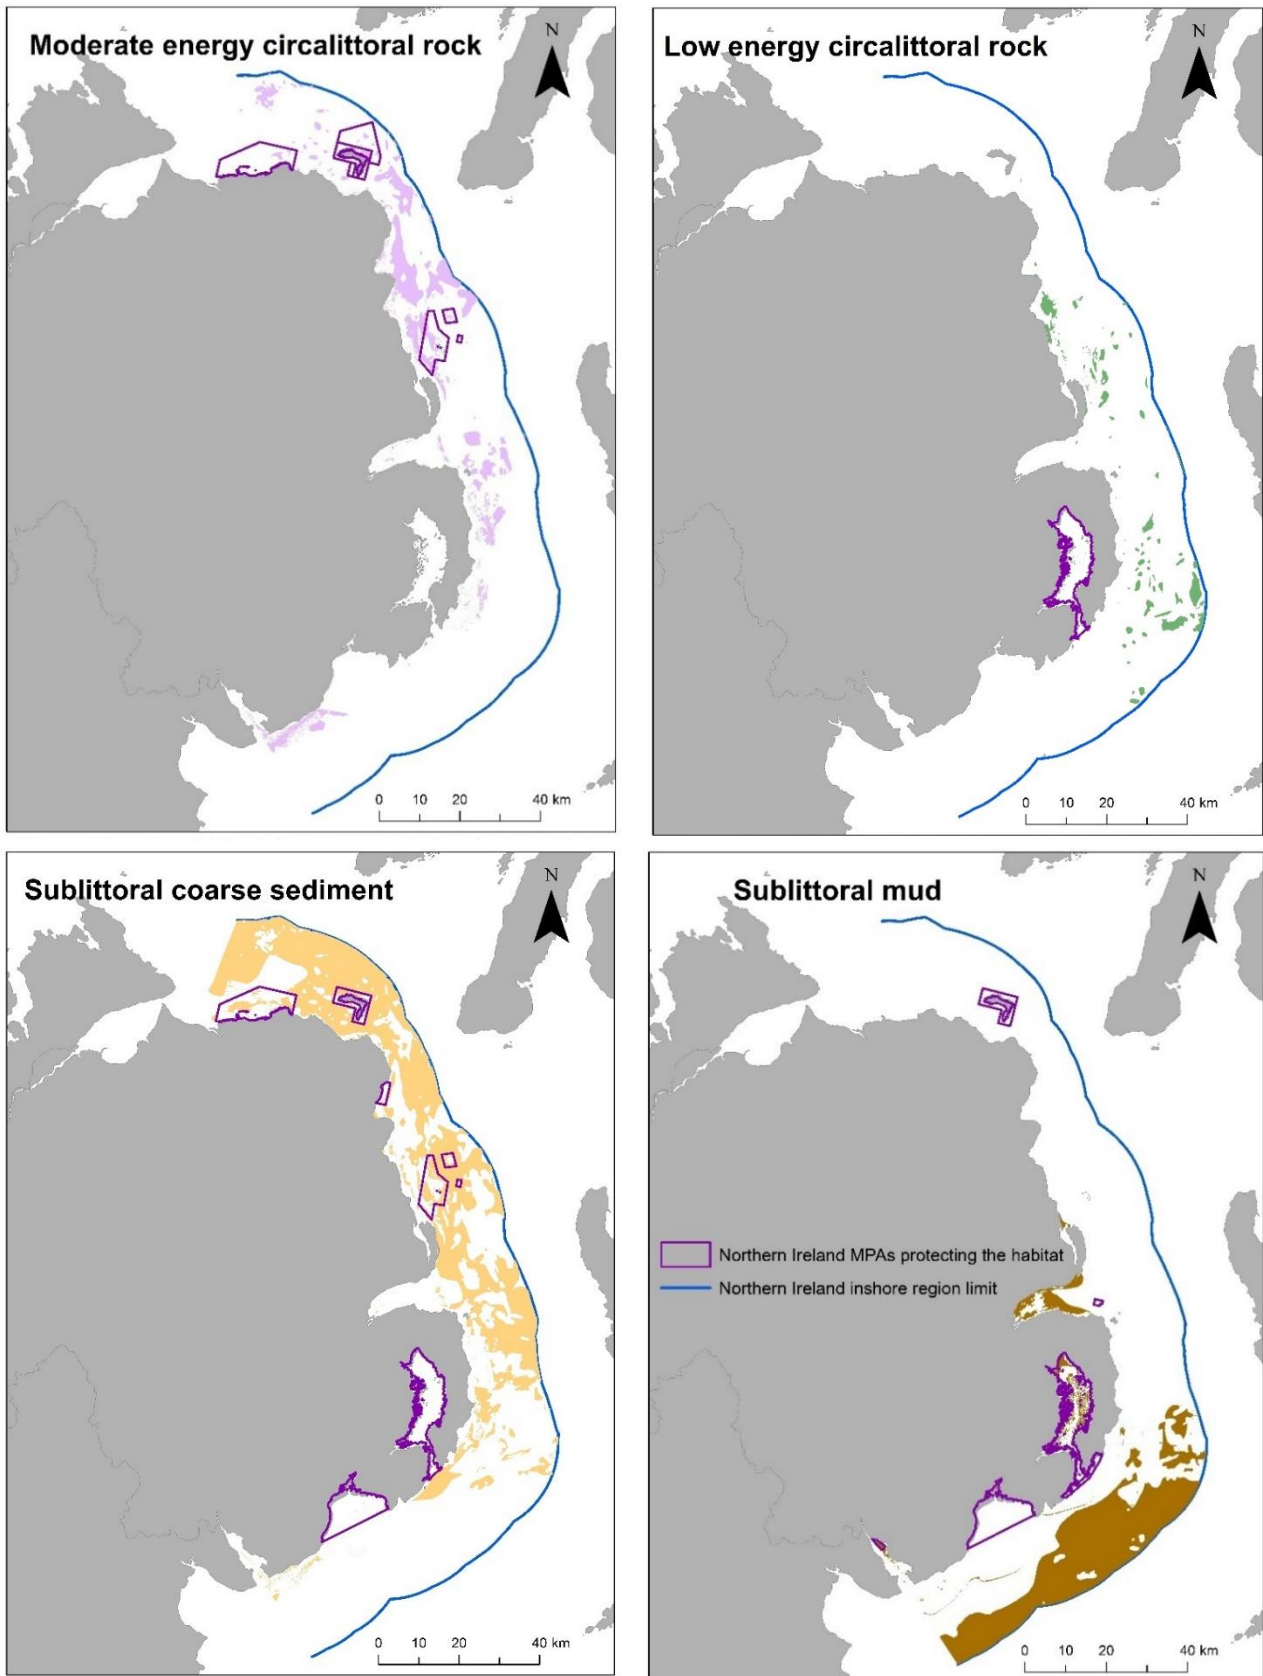 Moderate energy circalittoral rock
N
0 10 20 40 km
Low energy circalittoral rock
N
0 10 20 40 km
Sublittoral coarse sediment
N
0 10 20 40 km
Sublittoral mud
N
Northern Ireland MPAs protecting the habitat
Northern Ireland inshore region limit
0 10 20 40 km